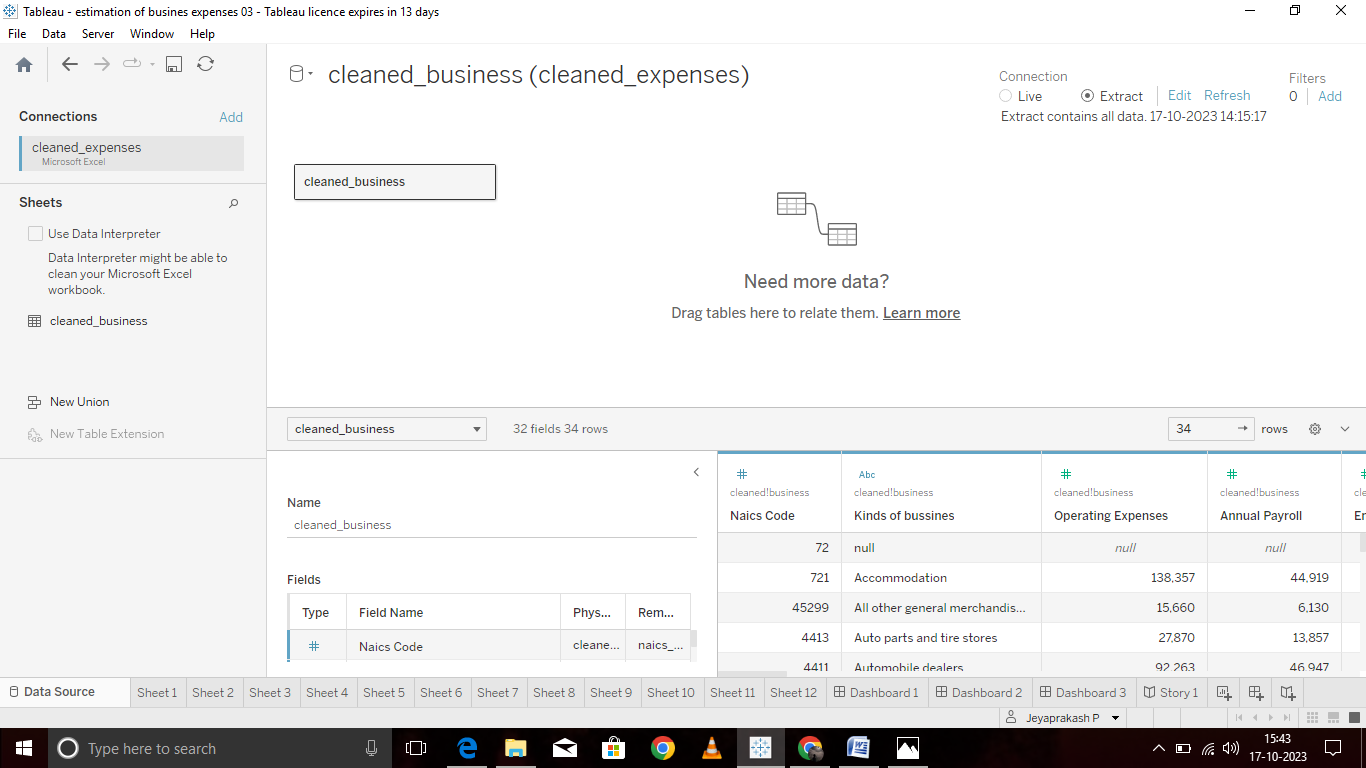 Tableau - estimation of busines expenses 03 - Tableau licence expires in 13 days
File Data Server Window Help
Connections Add
cleaned_expenses
Microsoft Excel
Sheets
Use Data Interpreter
Data Interpreter might be able to
clean your Microsoft Excel
workbook.
cleaned_business
New Union
New Table Extension
cleaned_business (cleaned_expenses)
Connection
Live Extract Edit Refresh
Extract contains all data. 17-10-2023 14:15:17
Filters
0 Add
cleaned_business
Need more data?
Drag tables here to relate them. Learn more
cleaned_business 32 fields 34 rows 34 rows
Name
cleaned_business
Fields
Type Field Name Phys... Rem...
Naics Code cleane... naics_...
Abc
cleaned!business cleaned!business cleaned!business cleaned!business cle
Naics Code Kinds of bussines Operating Expenses Annual Payroll Er
72 null null null
721 Accommodation 138,357 44,919
45299 All other general merchandis... 15,660 6,130
4413 Auto parts and tire stores 27,870 13,857
4411 Automobile dealers 92,263 46,947
Data Source Sheet 1 Sheet 2 Sheet 3 Sheet 4 Sheet 5 Sheet 6 Sheet 7 Sheet 8 Sheet 9 Sheet 10 Sheet 11 Sheet 12 Dashboard 1 Dashboard 2 Dashboard 3 Story 1
Jeyaprakash P
Type here to search
15:43
17-10-2023